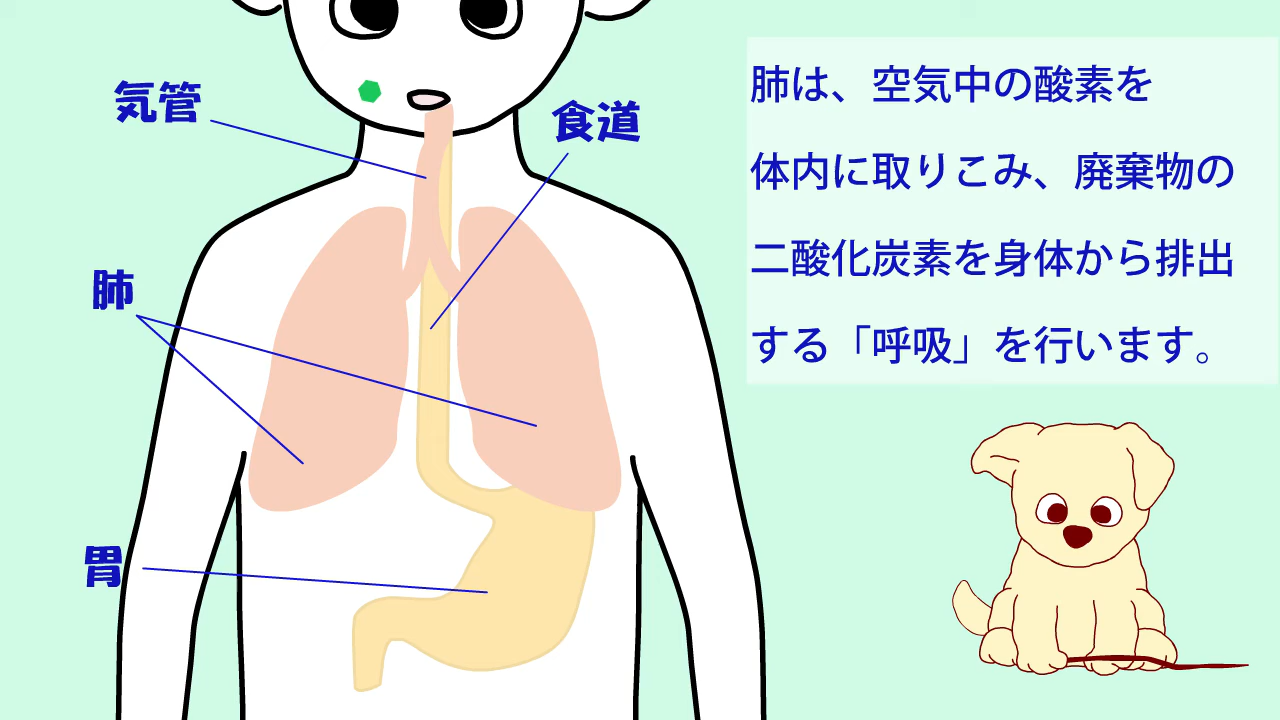 気管
食道
肺
胃
肺は、空気中の酸素を
体内に取りこみ、廃棄物の
二酸化炭素を身体から排出
する「呼吸」を行います。